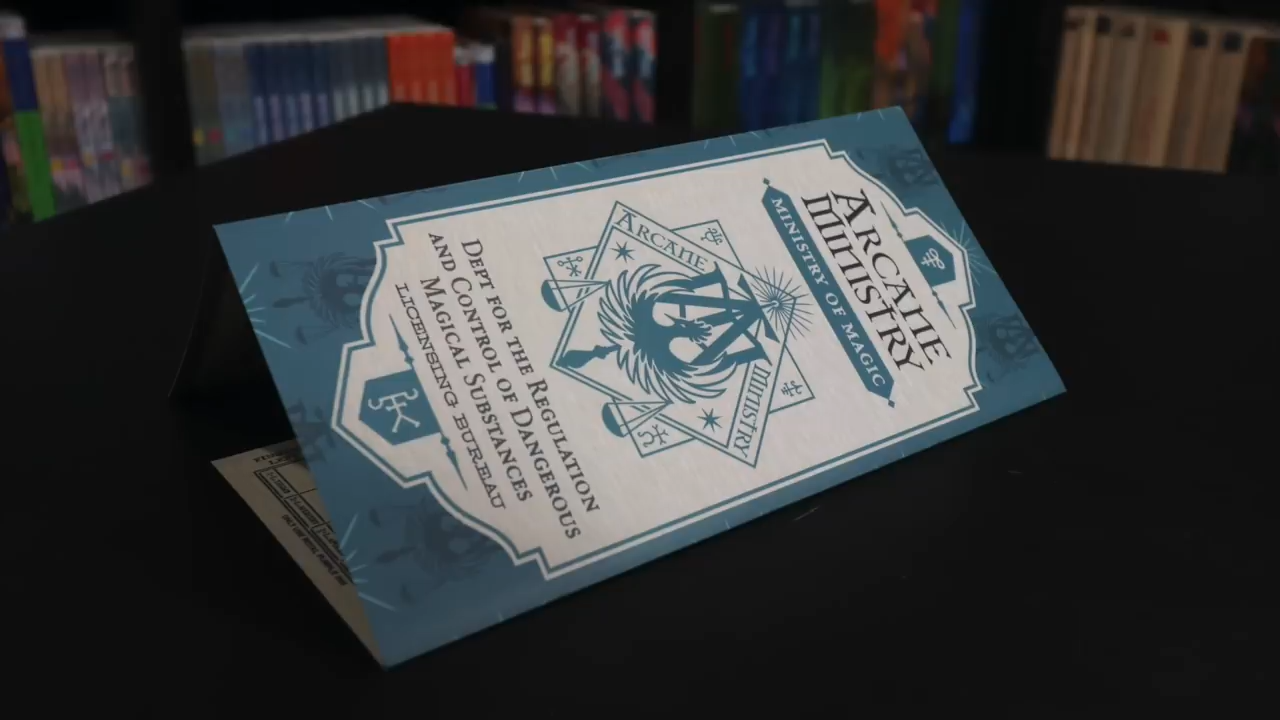 ARCANE
MINISTRY
MINISTRY OF MAGIC
ARCANE
MINISTRY
DEPT FOR THE REGULATION
AND CONTROL OF DANGEROUS
MAGICAL SUBSTANCES
LICENSING BUREAU